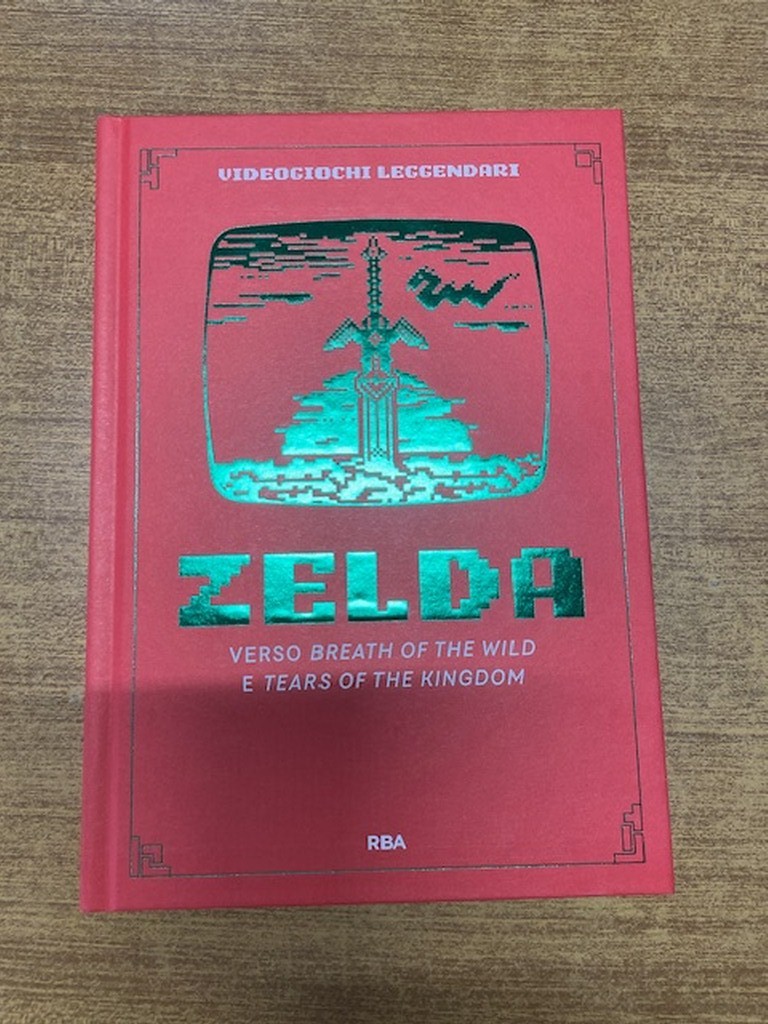 VIDEOGIOCHI LEGGENDARI
ZELDA
VERSO BREATH OF THE WILD
E TEARS OF THE KINGDOM
RBA